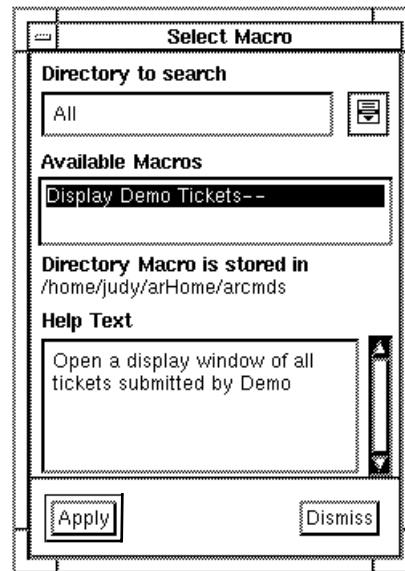 Select Macro
Directory to search
All
Available Macros
Display Demo Tickets--
Directory Macro is stored in
/home/judy/arHome/arcmds
Help Text
Open a display window of all
tickets submitted by Demo
Apply
Dismiss